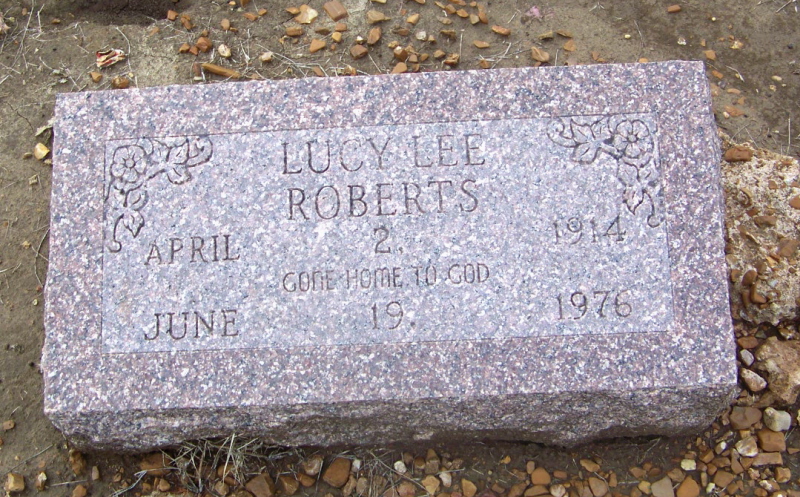 LUCY LEE
ROBERTS
APRIL 2. 1914
GONE HOME TO GOD
JUNE 19. 1976